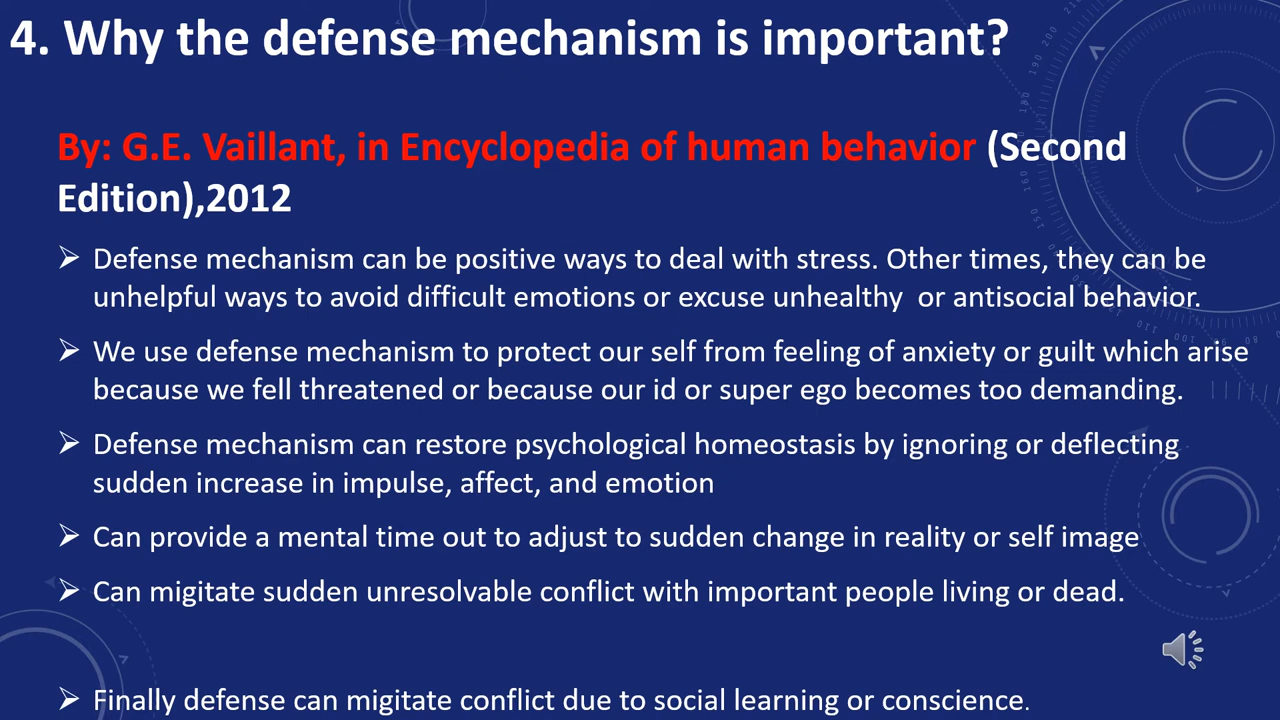 4. Why the defense mechanism is important?
By: G.E. Vaillant, in Encyclopedia of human behavior (Second
Edition),2012
➢ Defense mechanism can be positive ways to deal with stress. Other times, they can be
unhelpful ways to avoid difficult emotions or excuse unhealthy or antisocial behavior.
➢ We use defense mechanism to protect our self from feeling of anxiety or guilt which arise
because we fell threatened or because our id or super ego becomes too demanding.
➢ Defense mechanism can restore psychological homeostasis by ignoring or deflecting
sudden increase in impulse, affect, and emotion
➢ Can provide a mental time out to adjust to sudden change in reality or self image
➢ Can migitate sudden unresolvable conflict with important people living or dead.
➢ Finally defense can migitate conflict due to social learning or conscience.